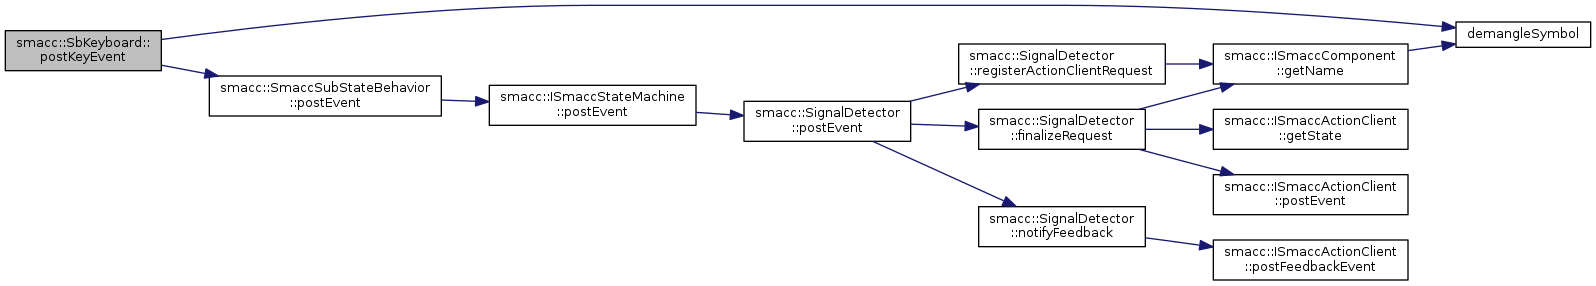 smacc::SbKeyboard::
postKeyEvent
smacc::SmaccSubStateBehavior
::postEvent
smacc::ISmaccStateMachine
::postEvent
smacc::SignalDetector
::postEvent
smacc::SignalDetector
::registerActionClientRequest
smacc::SignalDetector
::finalizeRequest
smacc::SignalDetector
::notifyFeedback
smacc::ISmaccComponent
::getName
smacc::ISmaccActionClient
::getState
smacc::ISmaccActionClient
::postEvent
smacc::ISmaccActionClient
::postFeedbackEvent
demangleSymbol